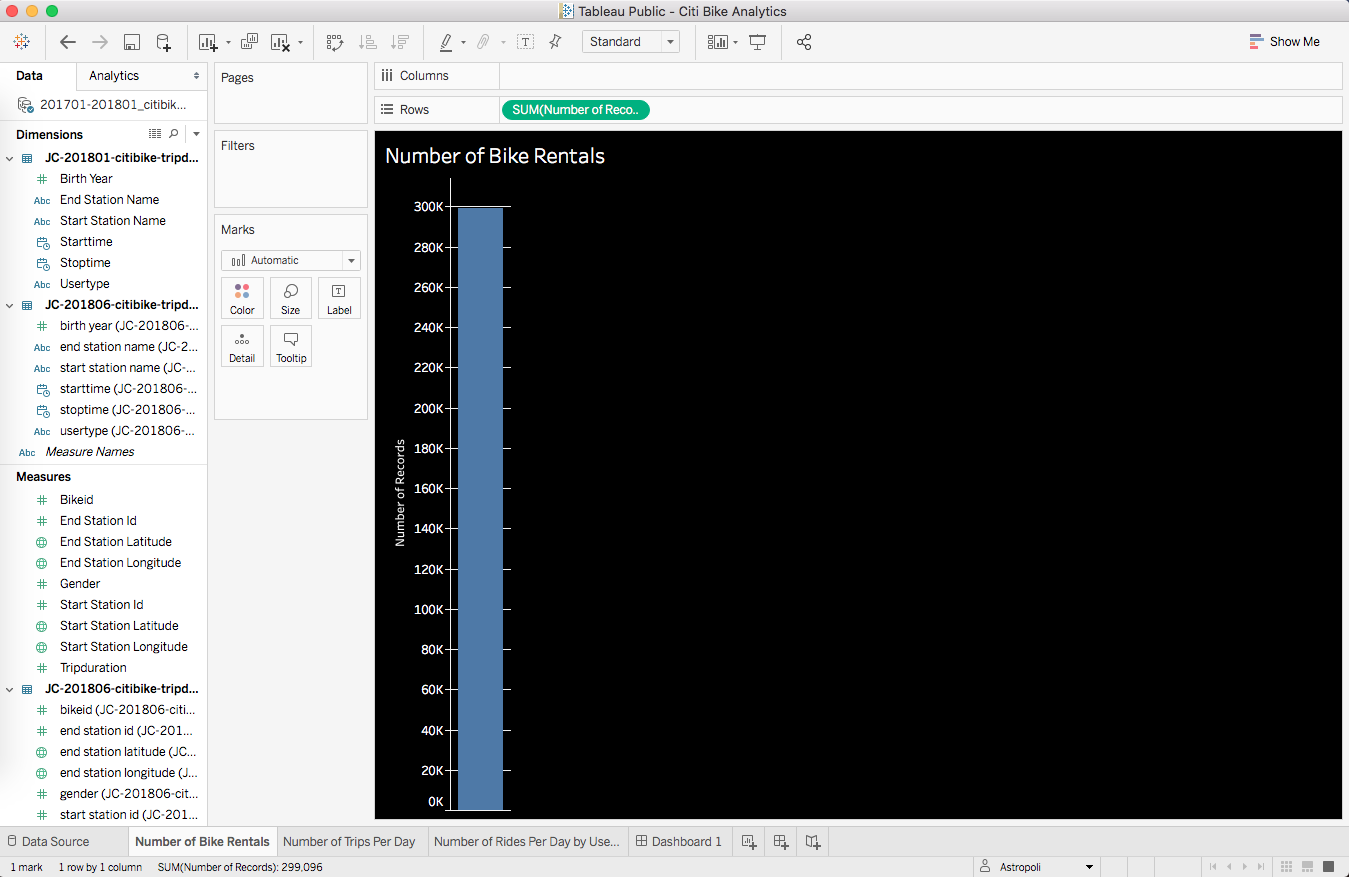 Tableau Public - Citi Bike Analytics
Standard
Show Me
Data
Analytics
201701-201801_citibik...
Dimensions
JC-201801-citibike-tripd...
Birth Year
Abc End Station Name
Abc Start Station Name
Starttime
Stoptime
Abc Usertype
JC-201806-citibike-tripd...
birth year (JC-201806-...
Abc end station name (JC-2...
Abc start station name (JC-...
starttime (JC-201806-...
stoptime (JC-201806-...
Abc usertype (JC-201806-...
Abc Measure Names
Measures
Bikeid
End Station Id
End Station Latitude
End Station Longitude
Gender
Start Station Id
Start Station Latitude
Start Station Longitude
Tripduration
JC-201806-citibike-tripd...
bikeid (JC-201806-citi...
end station id (JC-201...
end station latitude (JC...
end station longitude (J...
gender (JC-201806-cit...
start station id (JC-201...
Pages
Filters
Marks
Automatic
Color Size Label
Detail Tooltip
Columns
Rows SUM(Number of Reco..
Number of Bike Rentals
300K
280K
260K
240K
220K
200K
180K
160K
140K
120K
100K
80K
60K
40K
20K
0K
Number of Records
Data Source Number of Bike Rentals Number of Trips Per Day Number of Rides Per Day by Use... Dashboard 1
1 mark 1 row by 1 column SUM(Number of Records): 299,096 Astropoli